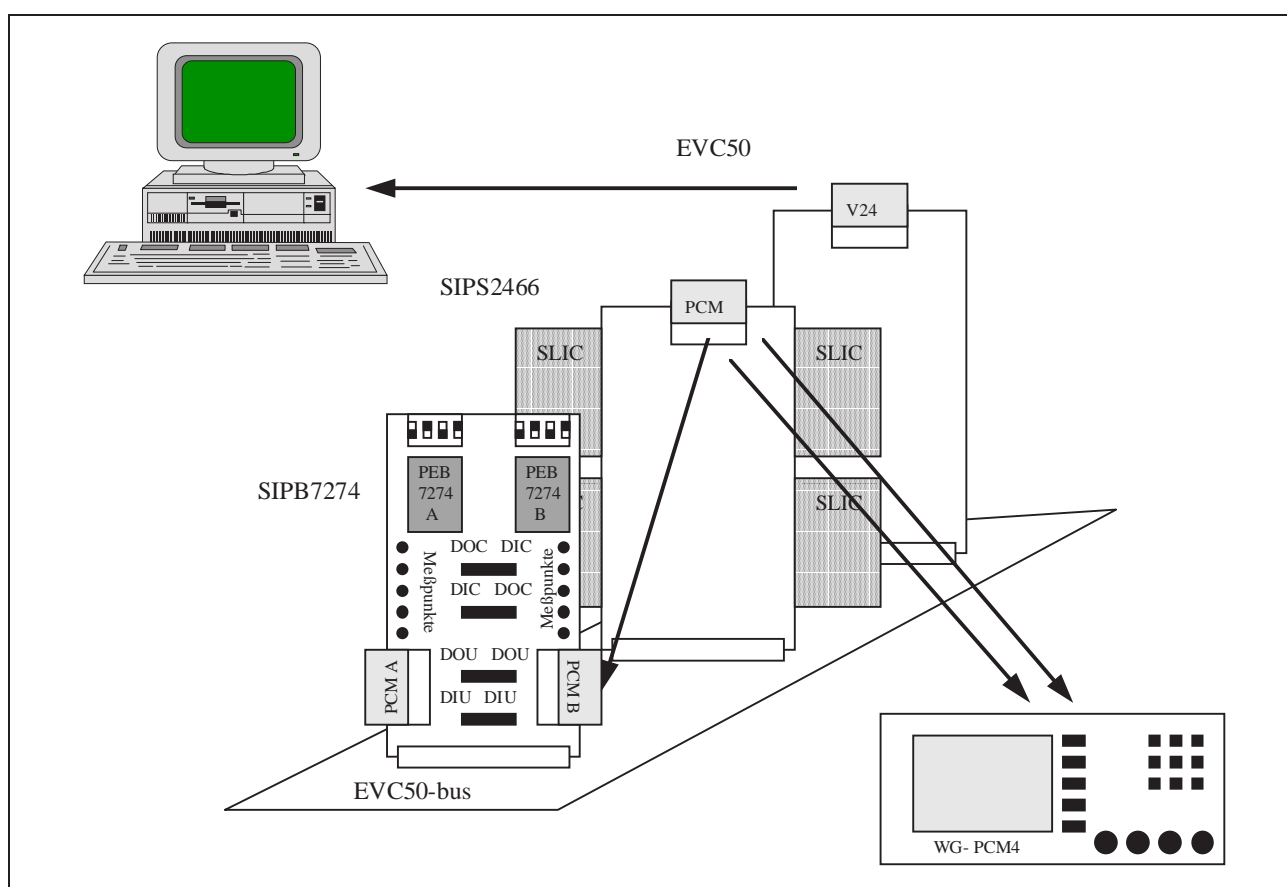 EVC50
V24
SIPS2466
PCM
SLIC
SLIC
SIPB7274
PEB
7274
A
PEB
7274
B
SLIC
C
DOC DIC
DIC DOC
Meßpunkte
Meßpunkte
DOU DOU
DIU DIU
PCM A
PCM B
EVC50-bus
WG- PCM4